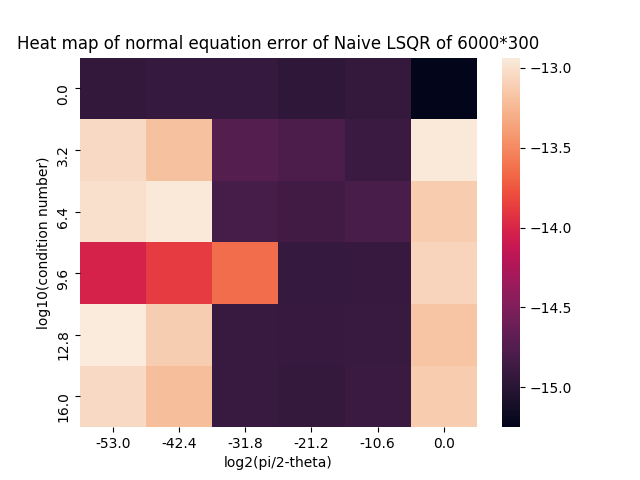 Heat map of normal equation error of Naive LSQR of 6000*300
log10(condition number)
0.0
3.2
6.4
9.6
12.8
16.0
-53.0 -42.4 -31.8 -21.2 -10.6 0.0
log2(pi/2-theta)
−13.0
−13.5
−14.0
−14.5
−15.0